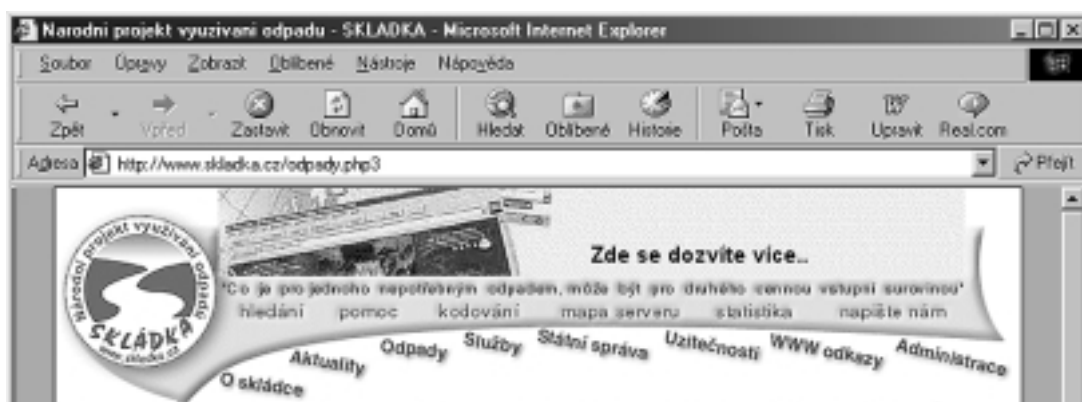 Narodni projekt vyuzivani odpadu - SKLADKA - Microsoft Internet Explorer
Soubor Úpravy Zobrazit Oblíbené Nástroje Nápověda
Zpět Vpřed Zastavit Obnovit Domů Hledat Oblíbené Historie Pošta Tisk Upravit Real.com
Adresa http://www.skladka.cz/odpady.php3 Přejít
Národní projekt využívání odpadu
SKLÁDKA
www.skladka.cz
Zde se dozvíte více..
"Co je pro jednoho nepotřebným odpadem, může být pro druhého cennou vstupní surovinou"
hledání pomoc kodování mapa serveru statistika napište nám
O skládce Aktuality Odpady Služby Státní správa Uzitečnosti WWW odkazy Administrace